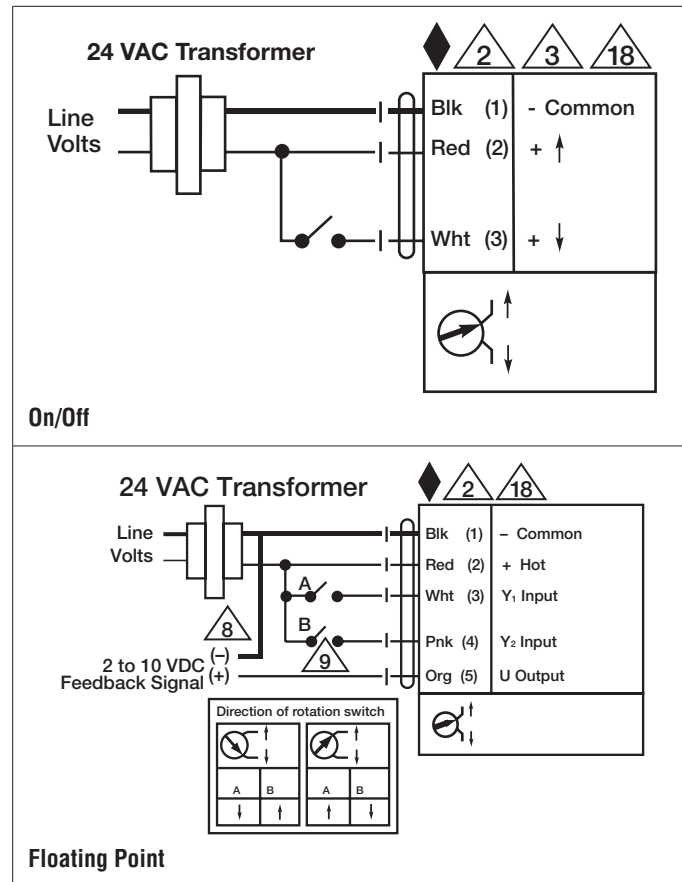 24 VAC Transformer
2 3 18
Line
Volts
Blk (1) - Common
Red (2) +
Wht (3) +
On/Off
24 VAC Transformer
2 18
Line
Volts
Blk (1) – Common
Red (2) + Hot
A
Wht (3) Y₁ Input
B
Pnk (4) Y₂ Input
8
9
(–)
2 to 10 VDC
Feedback Signal (+)
Org (5) U Output
Direction of rotation switch
A B A B
Floating Point